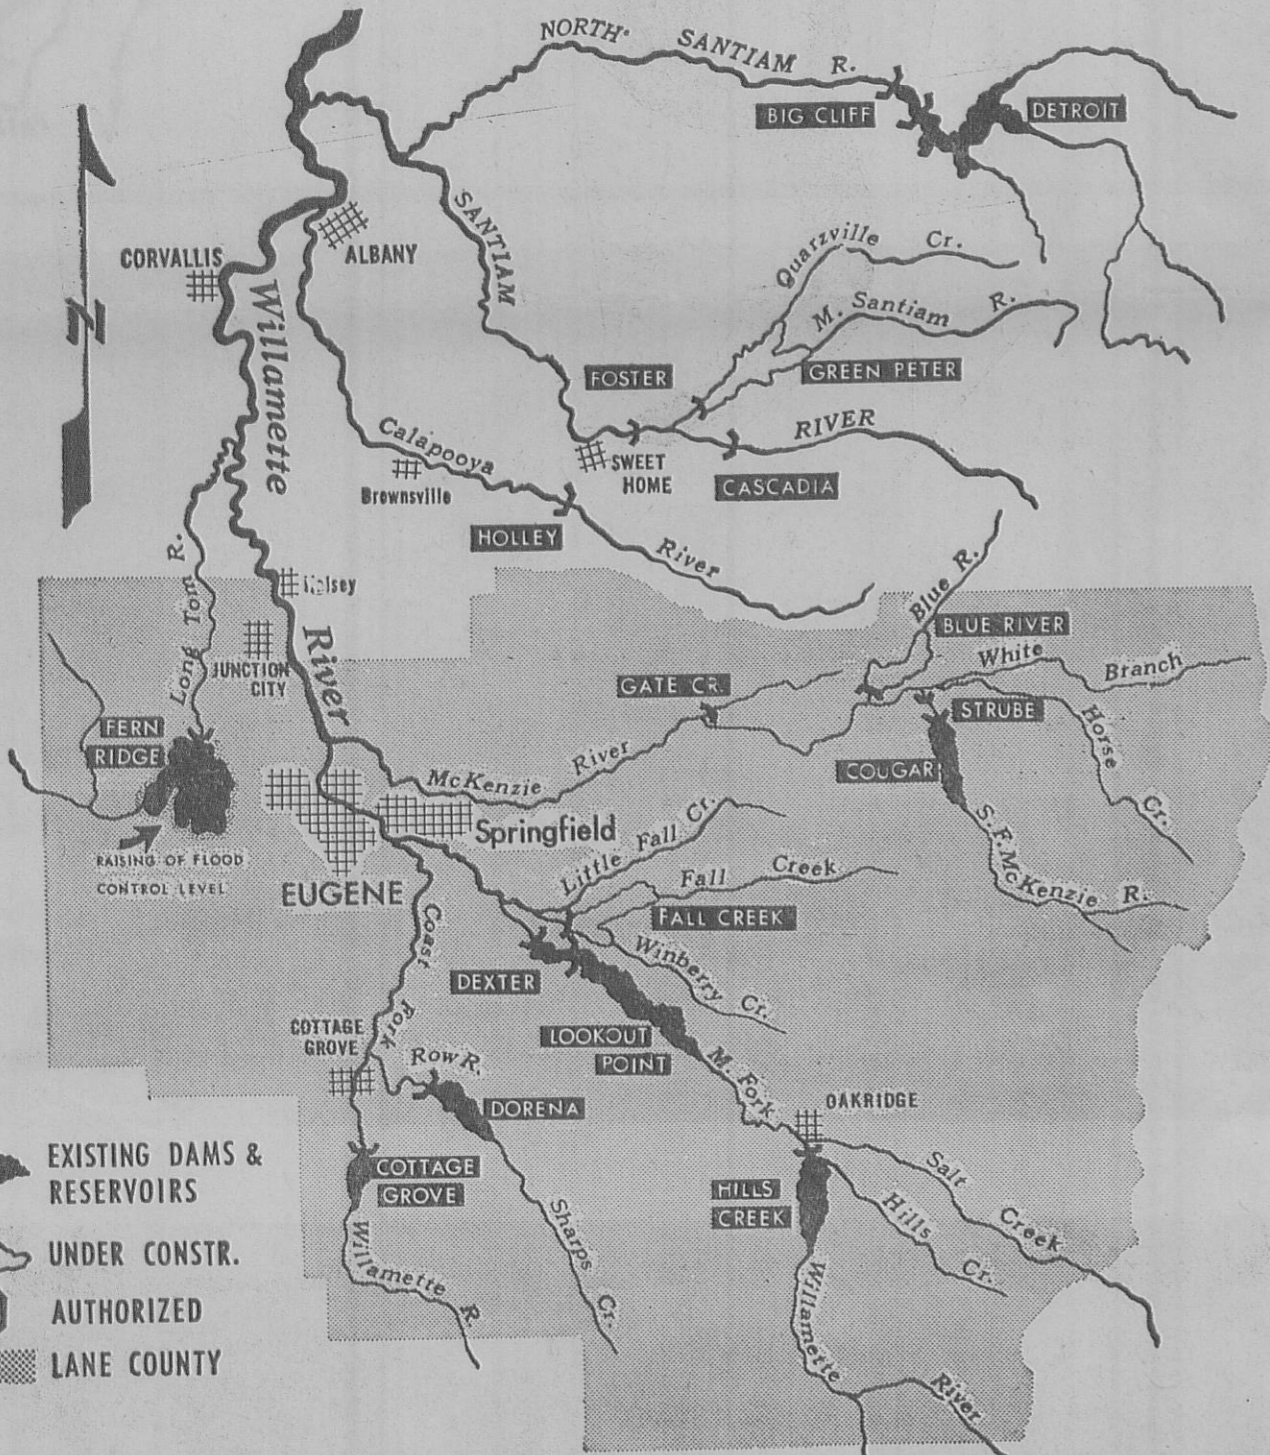 NORTH SANTIAM R.
BIG CLIFF
DETROIT
SANTIAM
CORVALLIS
ALBANY
Quarzville Cr.
M. Santiam R.
N
Willamette
FOSTER
GREEN PETER
Calapooya
RIVER
SWEET
HOME
CASCADIA
Brownsville
HOLLEY
River
Long Tom R.
Blue R.
River
BLUE RIVER
White Branch
JUNCTION
CITY
GATE CR.
STRUBE
Horse Cr.
FERN
RIDGE
McKenzie River
COUGAR
Springfield
Little Fall Cr.
S.F. McKenzie R.
RAISING OF FLOOD
CONTROL LEVEL
EUGENE
Fall Creek
FALL CREEK
Coast Fork
Winberry Cr.
DEXTER
COTTAGE
GROVE
LOOKOUT
POINT
Row R.
M. Fork
OAKRIDGE
DORENA
EXISTING DAMS &
RESERVOIRS
COTTAGE
GROVE
HILLS
CREEK
Salt Creek
Hills Cr.
Sharps Cr.
UNDER CONSTR.
Willamette R.
AUTHORIZED
Willamette River
LANE COUNTY